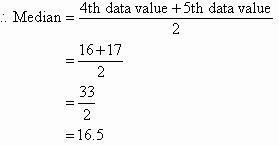 ∴ Median = 4th data value + 5th data value / 2
= 16+17 / 2
= 33 / 2
= 16.5